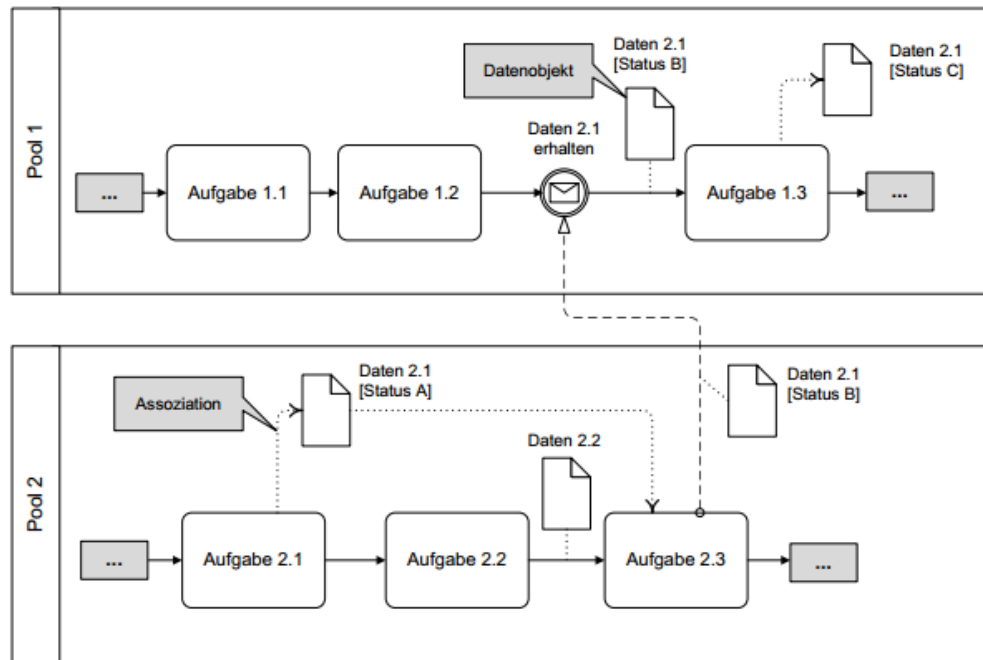 Pool 1
Datenobjekt
Daten 2.1
[Status B]
Daten 2.1
[Status C]
Daten 2.1
erhalten
...
Aufgabe 1.1
Aufgabe 1.2
Aufgabe 1.3
...
Pool 2
Assoziation
Daten 2.1
[Status A]
Daten 2.1
[Status B]
Daten 2.2
...
Aufgabe 2.1
Aufgabe 2.2
Aufgabe 2.3
...